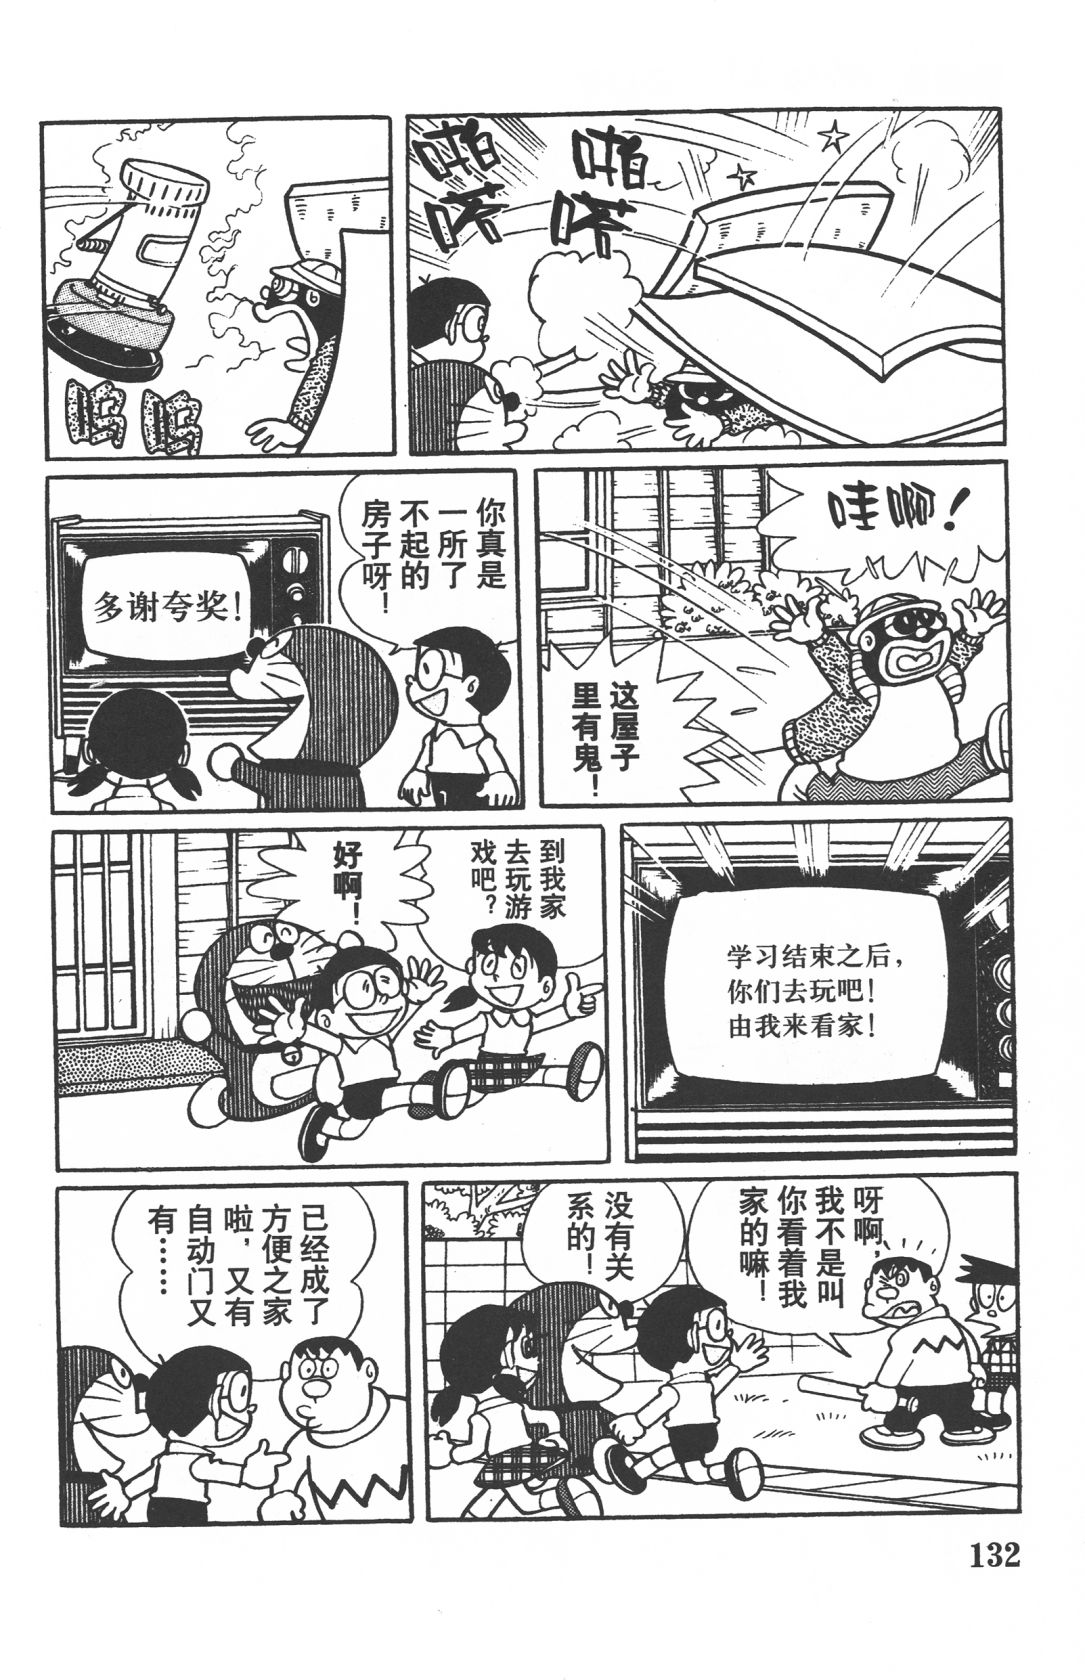 啪嗒
啪嗒
呜呜
哇啊！
这屋子
里有鬼！
你真是
一所了
不起的
房子呀！
多谢夸奖！
学习结束之后，
你们去玩吧！
由我来看家！
到我家
去玩游
戏吧？
好啊！
呀啊，
我不是叫
你看着我
家的嘛！
没有关
系的！
已经成了
方便之家
啦，又有
自动门又
有……
132